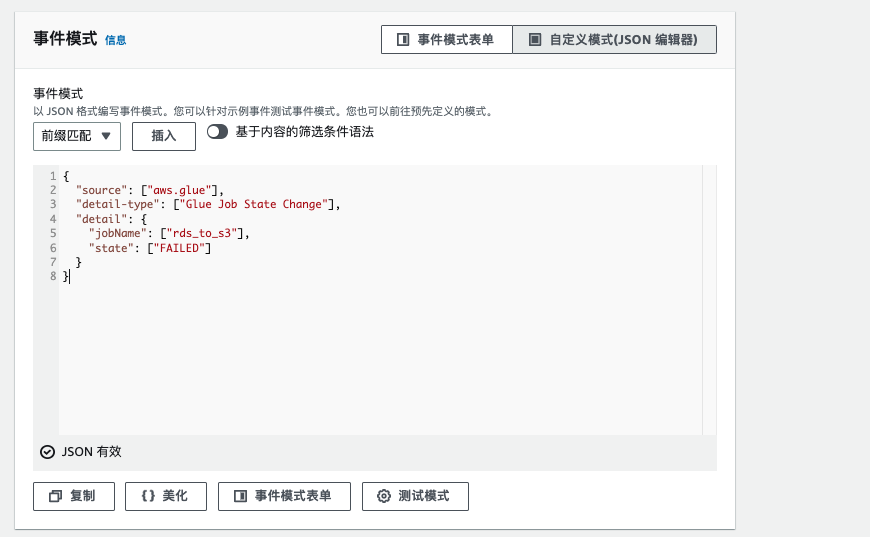 事件模式 信息
事件模式表单 自定义模式(JSON 编辑器)
事件模式
以 JSON 格式编写事件模式。您可以针对示例事件测试事件模式。您也可以前往预先定义的模式。
前缀匹配 插入 基于内容的筛选条件语法
1 {
2 "source": ["aws.glue"],
3 "detail-type": ["Glue Job State Change"],
4 "detail": {
5 "jobName": ["rds_to_s3"],
6 "state": ["FAILED"]
7 }
8 }
JSON 有效
复制 {} 美化 事件模式表单 测试模式